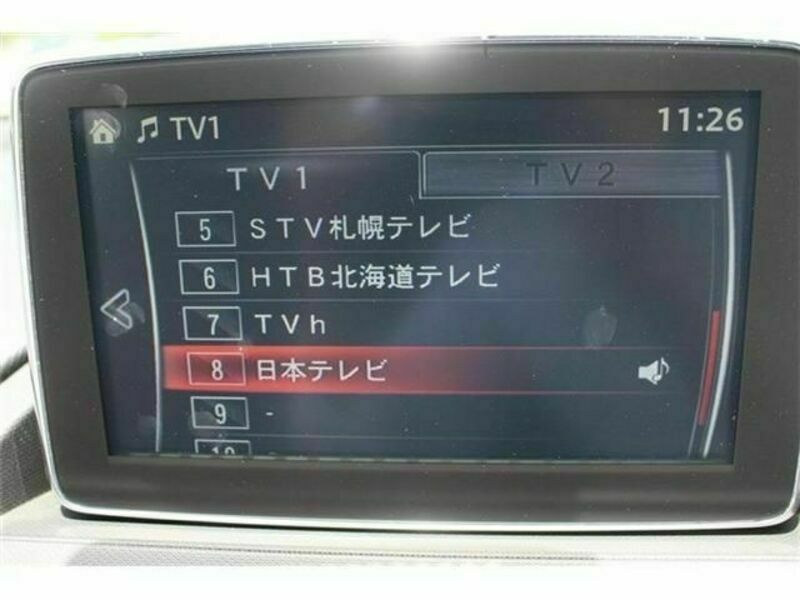 TV1 11:26
ＴＶ１ ＴＶ２
5 ＳＴＶ札幌テレビ
6 ＨＴＢ北海道テレビ
7 ＴＶｈ
8 日本テレビ
9 -
10